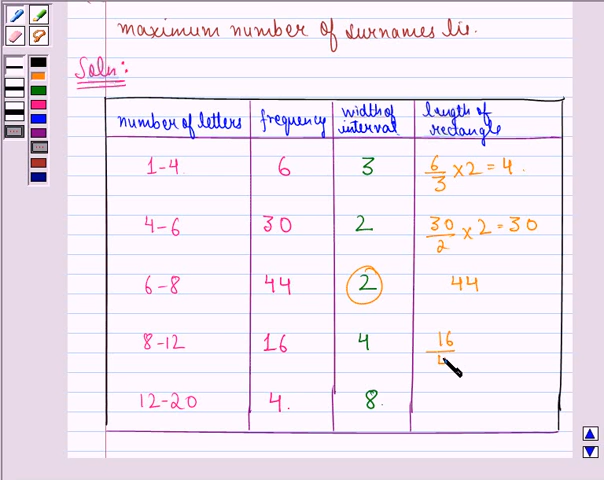 maximum number of surnames lie.
Soln:
number of letters frequency width of interval length of rectangle
1-4 6 3 6/3 × 2 = 4.
4-6 30 2 30/2 × 2 = 30
6-8 44 2 44
8-12 16 4 16/4
12-20 4. 8.